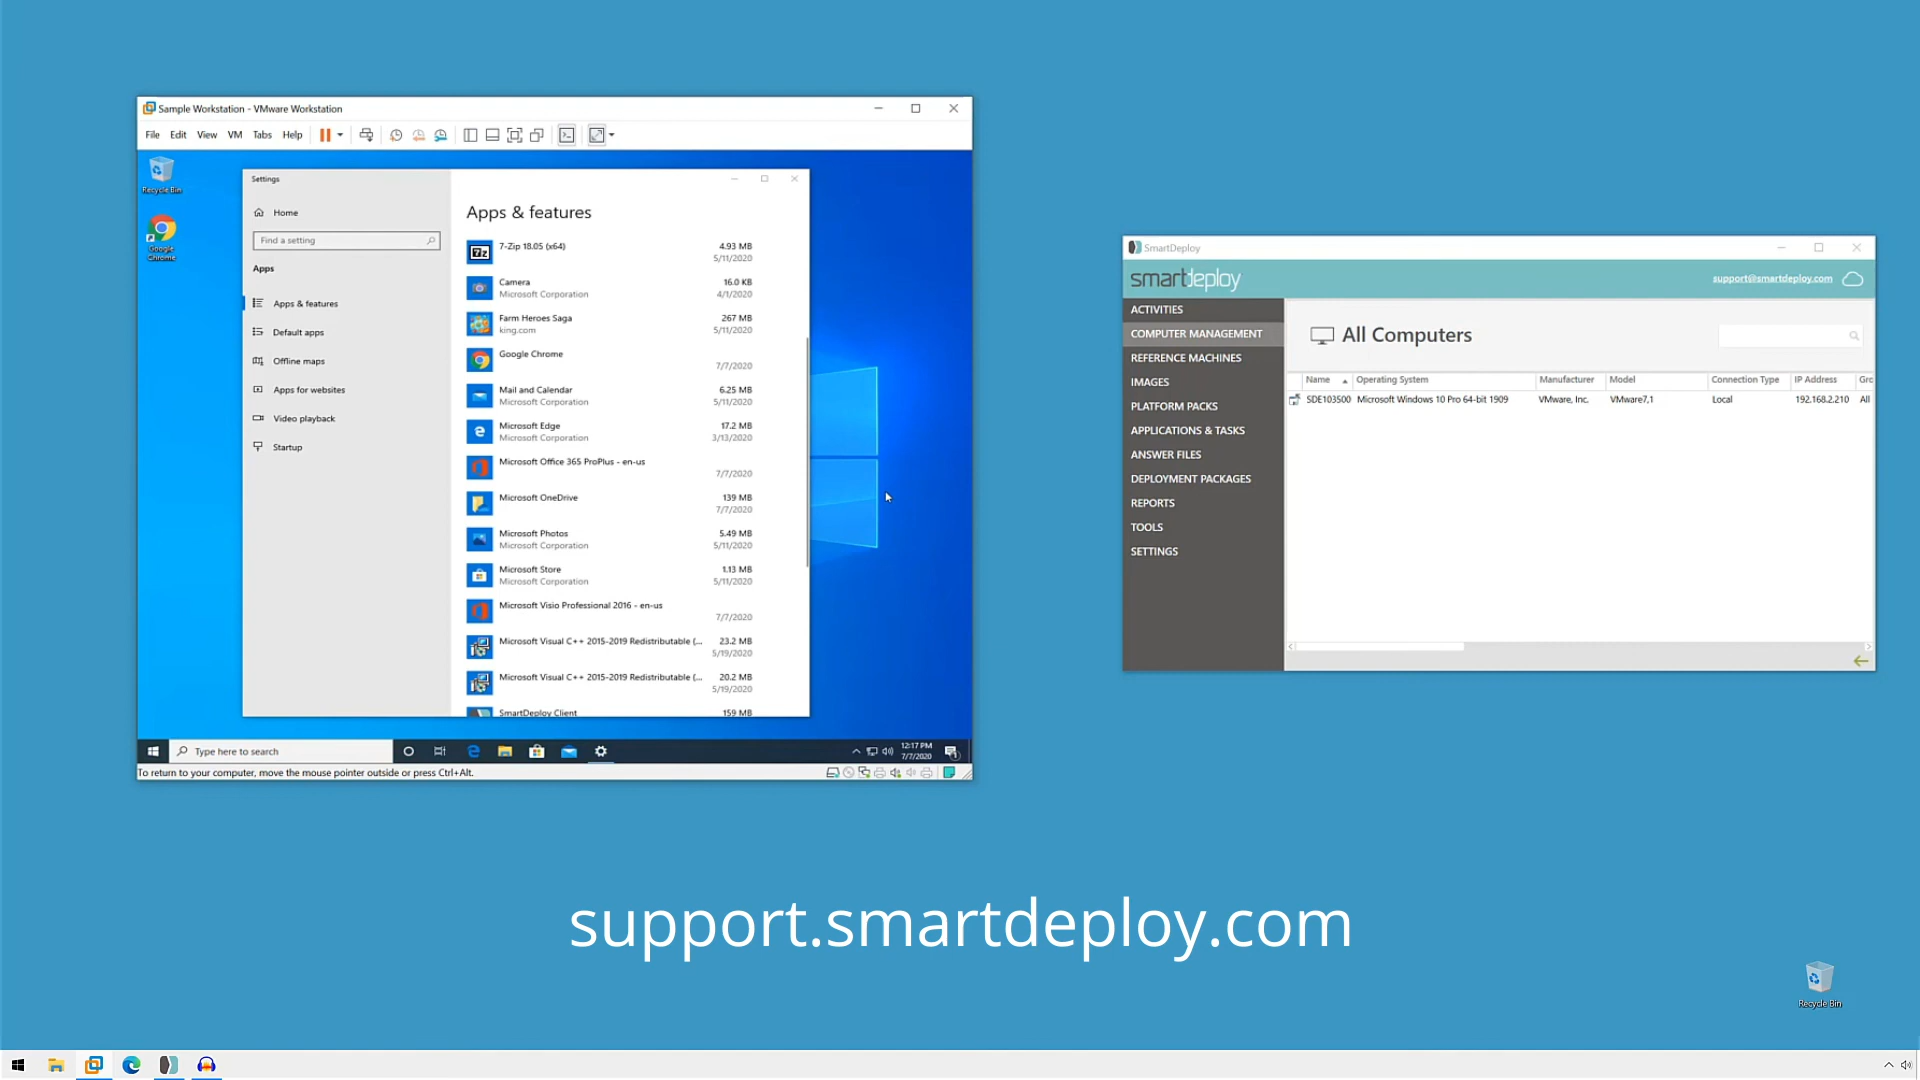 Sample Workstation - VMware Workstation
File Edit View VM Tabs Help
Recycle Bin
Google Chrome
Settings
Home
Find a setting
Apps
Apps & features
Default apps
Offline maps
Apps for websites
Video playback
Startup
Apps & features
7-Zip 18.05 (x64) 4.93 MB
5/11/2020
Camera 16.0 KB
Microsoft Corporation 4/1/2020
Farm Heroes Saga 267 MB
king.com 5/11/2020
Google Chrome
7/7/2020
Mail and Calendar 6.25 MB
Microsoft Corporation 5/11/2020
Microsoft Edge 17.2 MB
Microsoft Corporation 3/13/2020
Microsoft Office 365 ProPlus - en-us
7/7/2020
Microsoft OneDrive 139 MB
7/7/2020
Microsoft Photos 5.49 MB
Microsoft Corporation 5/11/2020
Microsoft Store 1.13 MB
Microsoft Corporation 5/11/2020
Microsoft Visio Professional 2016 - en-us
7/7/2020
Microsoft Visual C++ 2015-2019 Redistributable (... 23.2 MB
5/19/2020
Microsoft Visual C++ 2015-2019 Redistributable (... 20.2 MB
5/19/2020
SmartDeploy Client 159 MB
Type here to search
12:17 PM
7/7/2020
To return to your computer, move the mouse pointer outside or press Ctrl+Alt.
SmartDeploy
smartdeploy
support@smartdeploy.com
ACTIVITIES
COMPUTER MANAGEMENT
REFERENCE MACHINES
IMAGES
PLATFORM PACKS
APPLICATIONS & TASKS
ANSWER FILES
DEPLOYMENT PACKAGES
REPORTS
TOOLS
SETTINGS
All Computers
Name Operating System Manufacturer Model Connection Type IP Address Gro
SDE103500 Microsoft Windows 10 Pro 64-bit 1909 VMware, Inc. VMware7,1 Local 192.168.2.210 All
support.smartdeploy.com
Recycle Bin